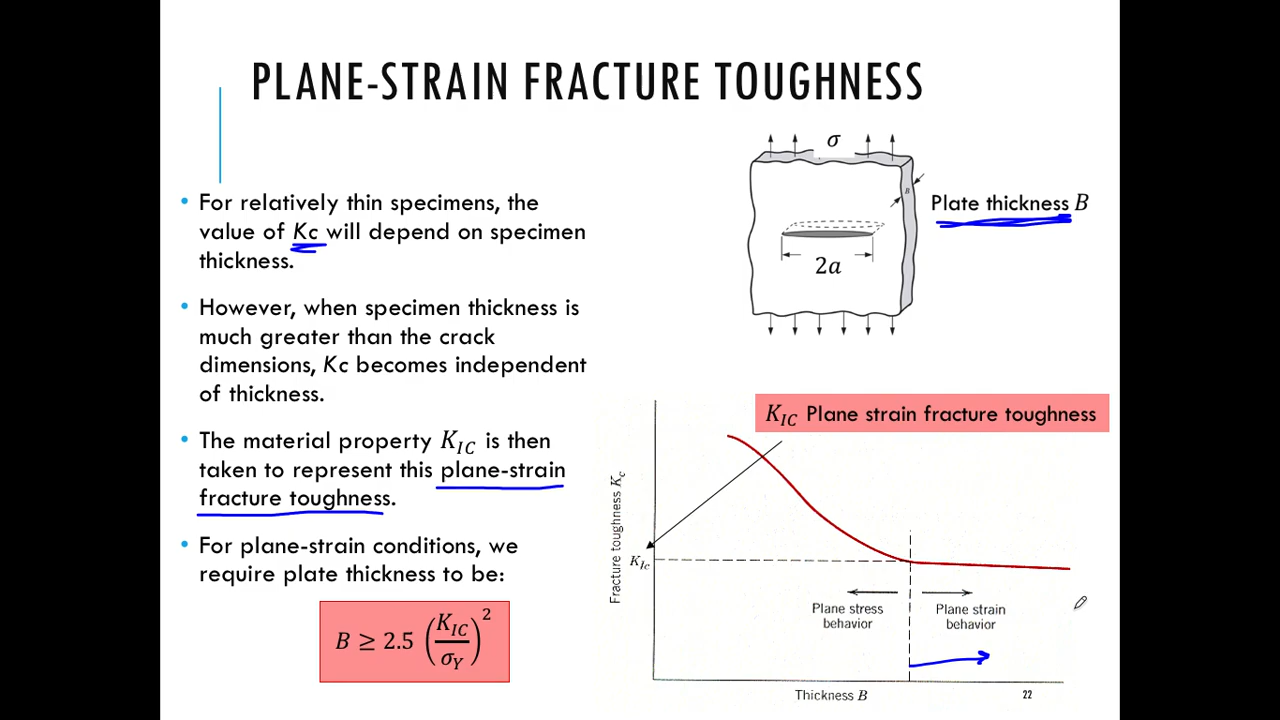 PLANE-STRAIN FRACTURE TOUGHNESS
• For relatively thin specimens, the
value of Kc will depend on specimen
thickness.
• However, when specimen thickness is
much greater than the crack
dimensions, Kc becomes independent
of thickness.
• The material property K_IC is then
taken to represent this plane-strain
fracture toughness.
• For plane-strain conditions, we
require plate thickness to be:
B ≥ 2.5 (K_IC/σ_Y)^2
σ
B
Plate thickness B
2a
K_IC Plane strain fracture toughness
Fracture toughness K_c
K_Ic
Plane stress
behavior
Plane strain
behavior
Thickness B
22